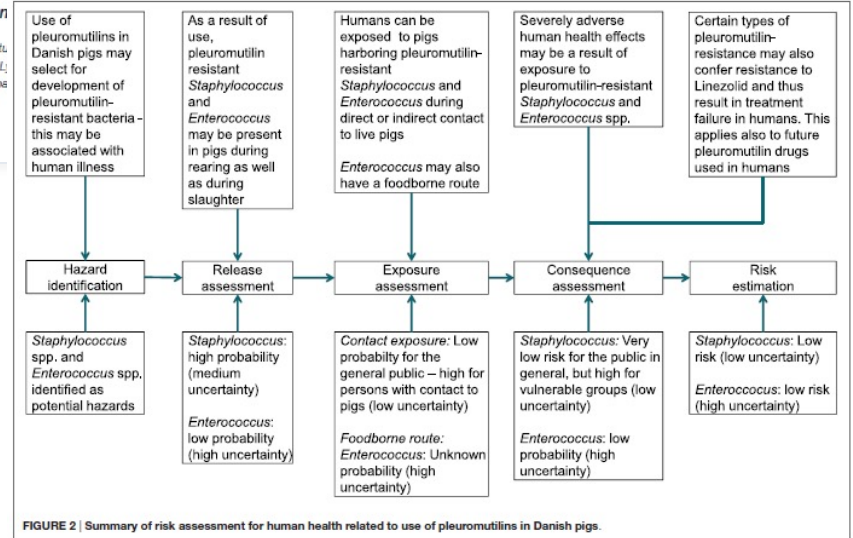 Use of
pleuromutilins in
Danish pigs may
select for
development of
pleuromutilin-
resistant bacteria -
this may be
associated with
human illness
As a result of
use,
pleuromutilin
resistant
Staphylococcus
and
Enterococcus
may be present
in pigs during
rearing as well
as during
slaughter
Humans can be
exposed to pigs
harboring pleuromutilin-
resistant
Staphylococcus and
Enterococcus during
direct or indirect contact
to live pigs
Enterococcus may also
have a foodborne route
Severely adverse
human health effects
may be a result of
exposure to
pleuromutilin-resistant
Staphylococcus and
Enterococcus spp.
Certain types of
pleuromutilin-
resistance may also
confer resistance to
Linezolid and thus
result in treatment
failure in humans. This
applies also to future
pleuromutilin drugs
used in humans
Hazard
identification
Release
assessment
Exposure
assessment
Consequence
assessment
Risk
estimation
Staphylococcus
spp. and
Enterococcus spp.
identified as
potential hazards
Staphylococcus:
high probability
(medium
uncertainty)
Enterococcus:
low probability
(high uncertainty)
Contact exposure: Low
probabilty for the
general public – high for
persons with contact to
pigs (low uncertainty)
Foodborne route:
Enterococcus: Unknown
probability (high
uncertainty)
Staphylococcus: Very
low risk for the public in
general, but high for
vulnerable groups (low
uncertainty)
Enterococcus: low
probability (high
uncertainty)
Staphylococcus: Low
risk (low uncertainty)
Enteroccocus: low risk
(high uncertainty)
FIGURE 2 | Summary of risk assessment for human health related to use of pleuromutilins in Danish pigs.